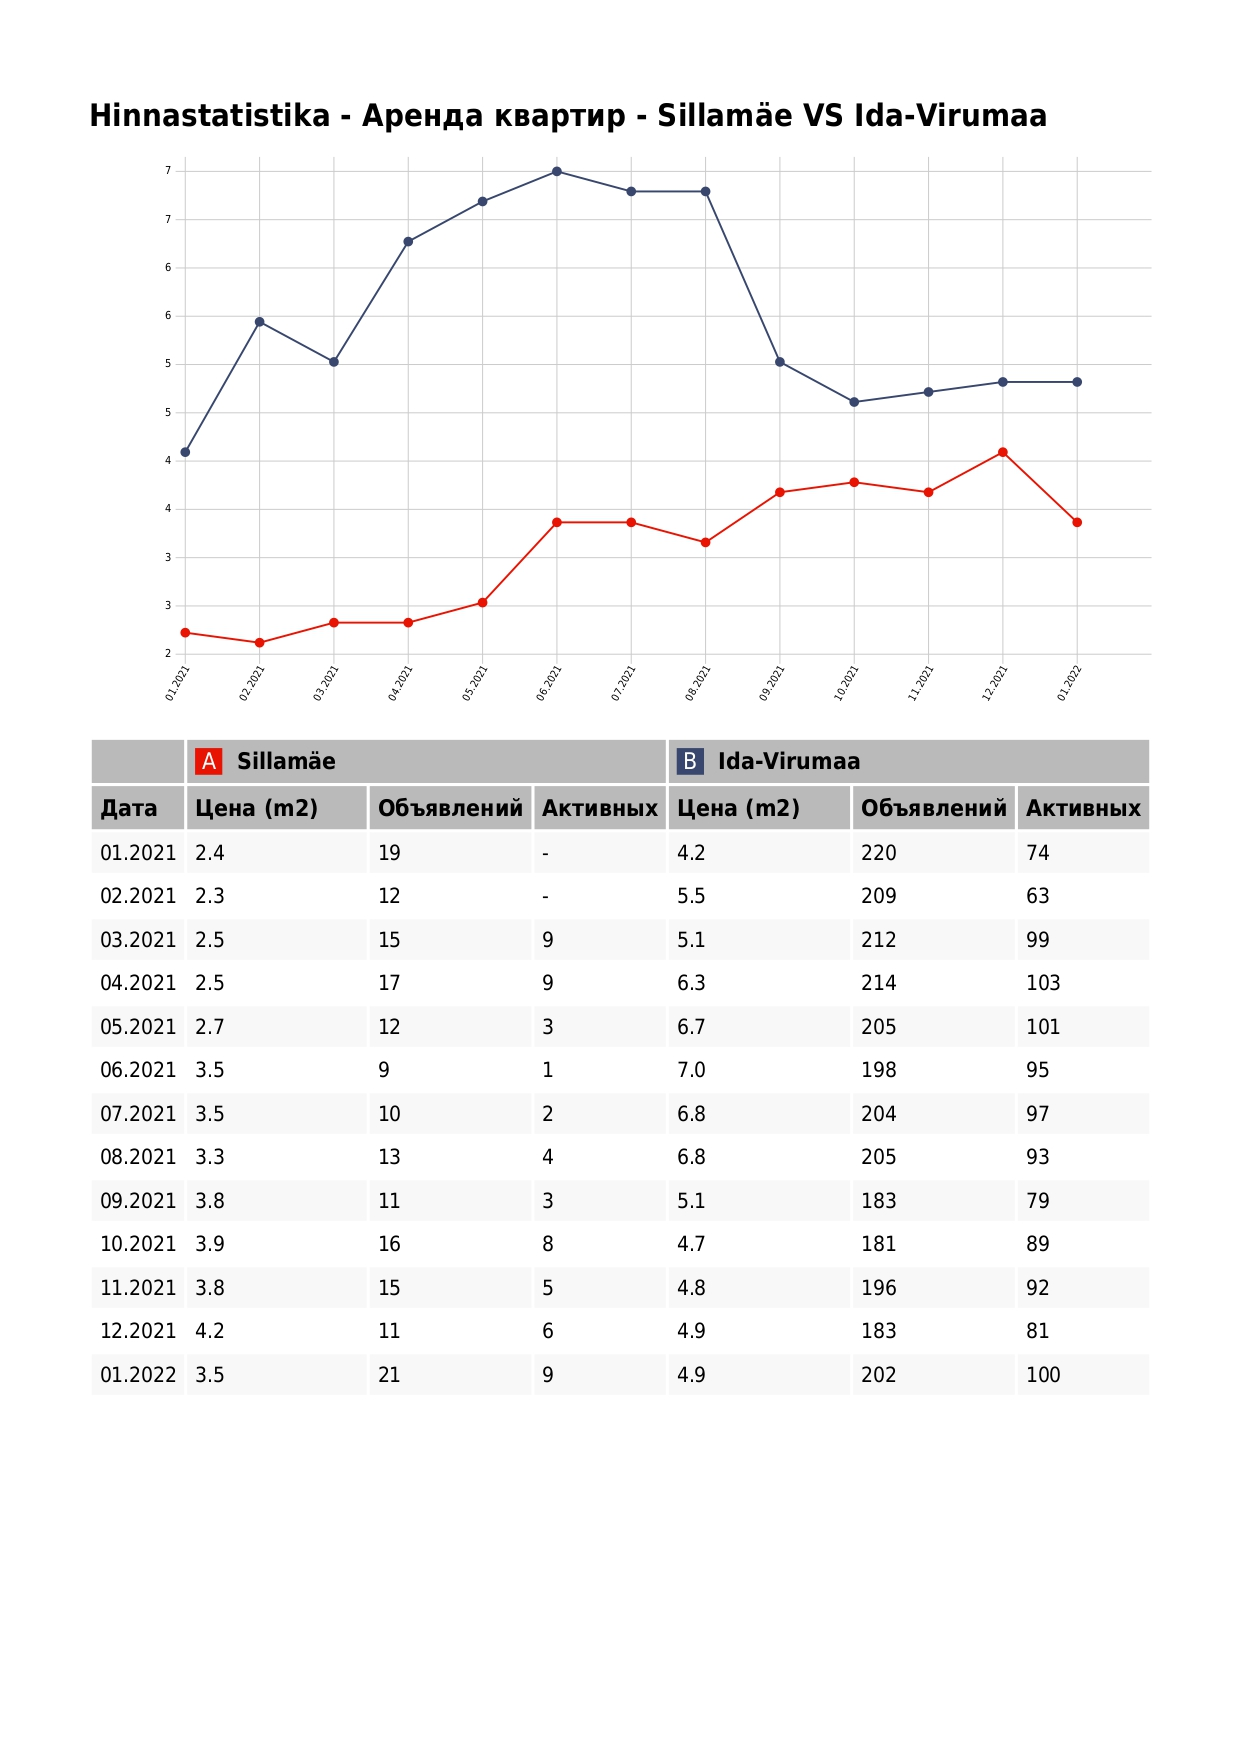 Hinnastatistika - Аренда квартир - Sillamäe VS Ida-Virumaa
7
7
6
6
5
5
4
4
3
3
2
01.2021 02.2021 03.2021 04.2021 05.2021 06.2021 07.2021 08.2021 09.2021 10.2021 11.2021 12.2021 01.2022
A Sillamäe B Ida-Virumaa
Дата Цена (m2) Объявлений Активных Цена (m2) Объявлений Активных
01.2021 2.4 19 - 4.2 220 74
02.2021 2.3 12 - 5.5 209 63
03.2021 2.5 15 9 5.1 212 99
04.2021 2.5 17 9 6.3 214 103
05.2021 2.7 12 3 6.7 205 101
06.2021 3.5 9 1 7.0 198 95
07.2021 3.5 10 2 6.8 204 97
08.2021 3.3 13 4 6.8 205 93
09.2021 3.8 11 3 5.1 183 79
10.2021 3.9 16 8 4.7 181 89
11.2021 3.8 15 5 4.8 196 92
12.2021 4.2 11 6 4.9 183 81
01.2022 3.5 21 9 4.9 202 100